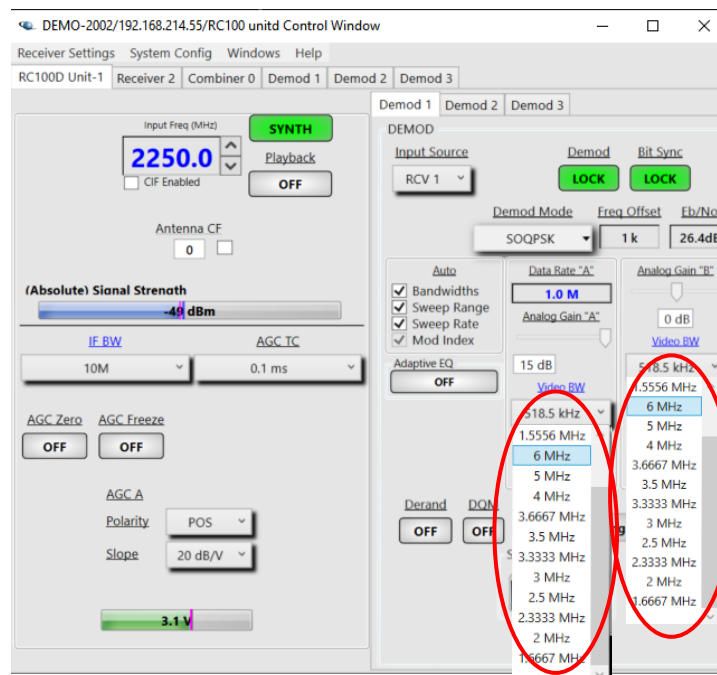 DEMO-2002/192.168.214.55/RC100 unitd Control Window
Receiver Settings System Config Windows Help
RC100D Unit-1 Receiver 2 Combiner 0 Demod 1 Demod 2 Demod 3
Input Freq (MHz)
2250.0
CIF Enabled
SYNTH
Playback
OFF
Antenna CF
0
(Absolute) Signal Strength
-49 dBm
IF BW AGC TC
10M 0.1 ms
AGC Zero AGC Freeze
OFF OFF
AGC A
Polarity POS
Slope 20 dB/V
3.1 V
Demod 1 Demod 2 Demod 3
DEMOD
Input Source Demod Bit Sync
RCV 1 LOCK LOCK
Demod Mode Freq Offset Eb/No
SOQPSK 1 k 26.4dB
Auto
Bandwidths
Sweep Range
Sweep Rate
Mod Index
Adaptive EQ
OFF
Data Rate "A"
1.0 M
Analog Gain "A"
15 dB
Video BW
518.5 kHz
1.5556 MHz
6 MHz
5 MHz
4 MHz
3.6667 MHz
3.5 MHz
3.3333 MHz
3 MHz
2.5 MHz
2.3333 MHz
2 MHz
1.6667 MHz
Analog Gain "B"
0 dB
Video BW
518.5 kHz
1.5556 MHz
6 MHz
5 MHz
4 MHz
3.6667 MHz
3.5 MHz
3.3333 MHz
3 MHz
2.5 MHz
2.3333 MHz
2 MHz
1.6667 MHz
Derand DQM
OFF OFF